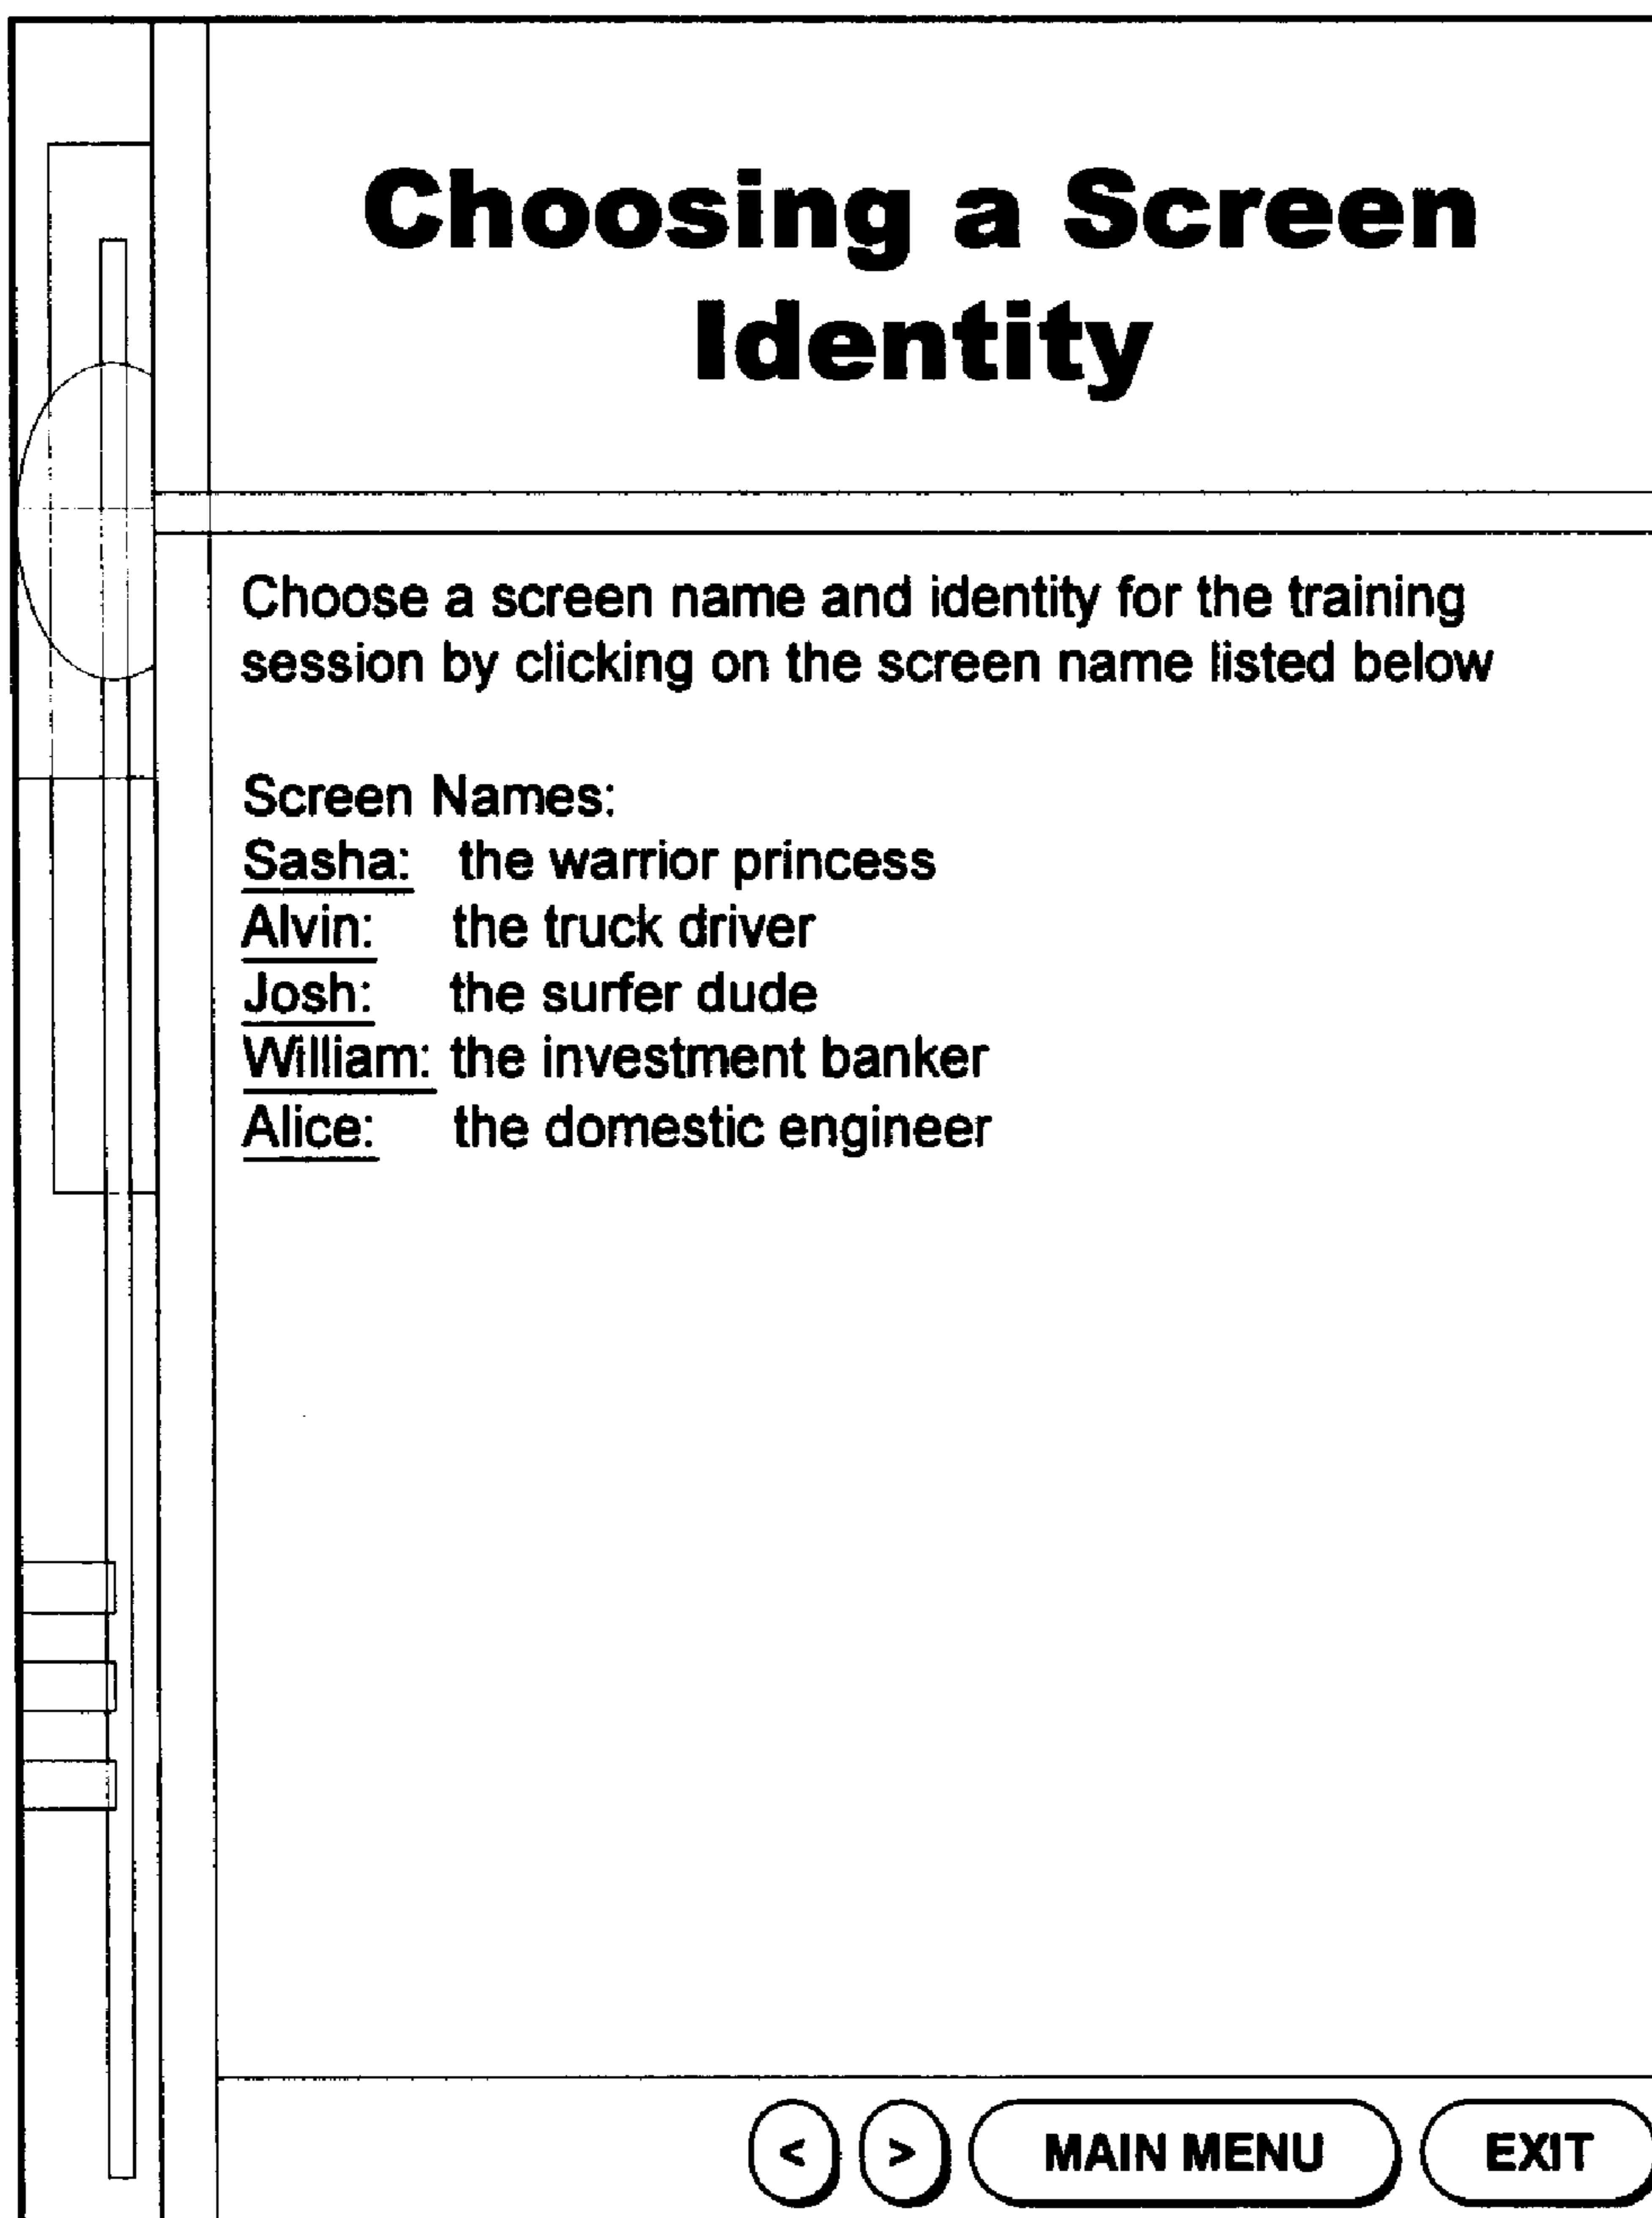 Choosing a Screen
Identity
Choose a screen name and identity for the training
session by clicking on the screen name listed below
Screen Names:
Sasha: the warrior princess
Alvin: the truck driver
Josh: the surfer dude
William: the investment banker
Alice: the domestic engineer
< > MAIN MENU EXIT